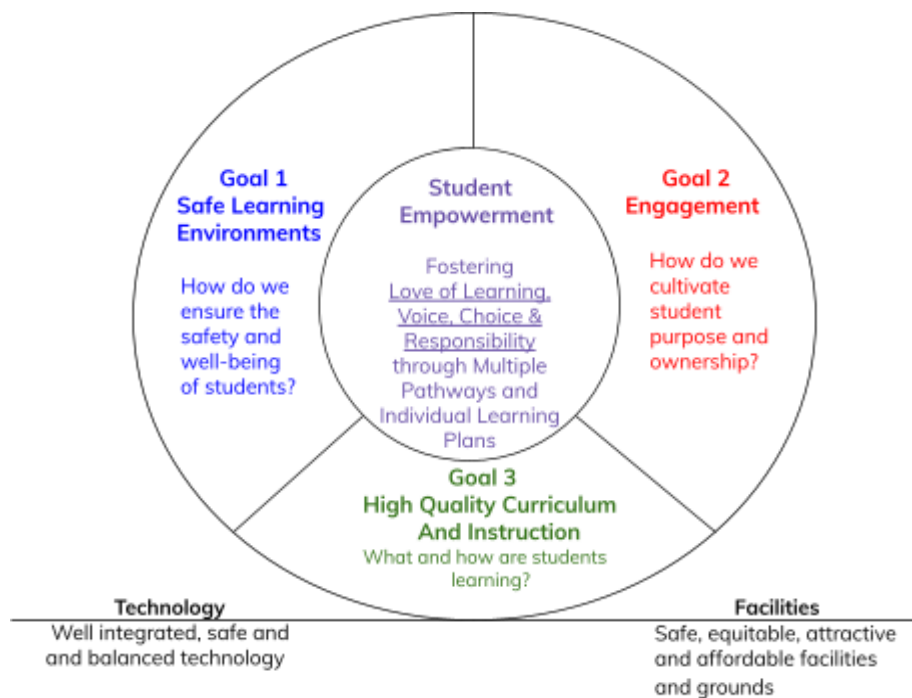 Goal 1
Safe Learning
Environments
How do we
ensure the
safety and
well-being
of students?
Student
Empowerment
Fostering
Love of Learning,
Voice, Choice &
Responsibility
through Multiple
Pathways and
Individual Learning
Plans
Goal 2
Engagement
How do we
cultivate
student
purpose and
ownership?
Goal 3
High Quality Curriculum
And Instruction
What and how are students
learning?
Technology
Well integrated, safe and
and balanced technology
Facilities
Safe, equitable, attractive
and affordable facilities
and grounds